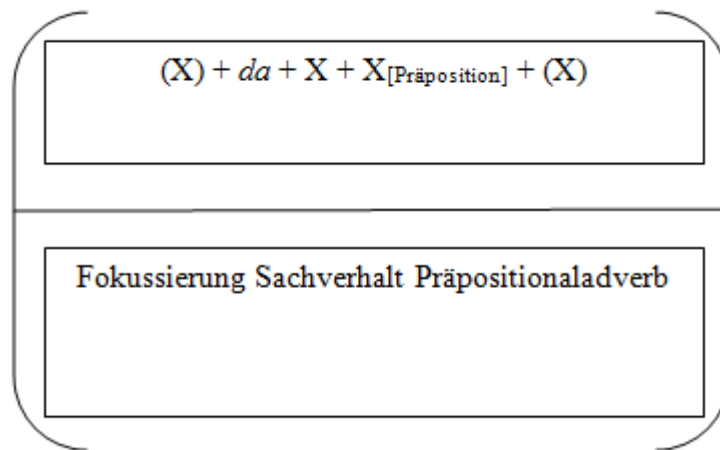 (X) + da + X + X[Präposition] + (X)
Fokussierung Sachverhalt Präpositionaladverb